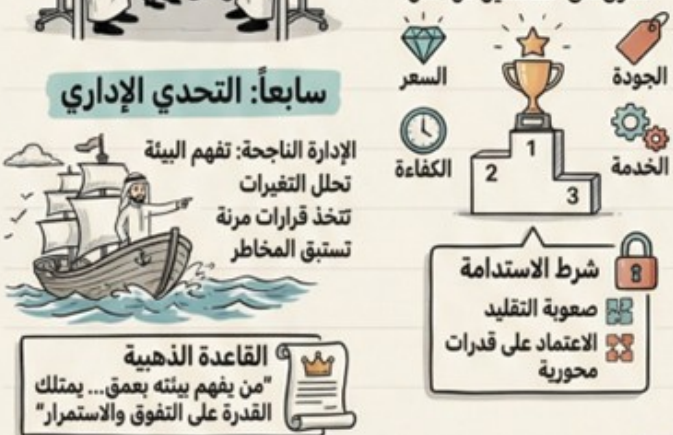 السعر
الجودة
الكفاءة
الخدمة
1
2
3
شرط الاستدامة
صعوبة التقليد
الاعتماد على قدرات
محورية
سابعاً: التحدي الإداري
الإدارة الناجحة: تفهم البيئة
تحلل التغيرات
تتخذ قرارات مرنة
تستبق المخاطر
القاعدة الذهبية
"من يفهم بيئته بعمق... يمتلك
القدرة على التفوق والاستمرار"